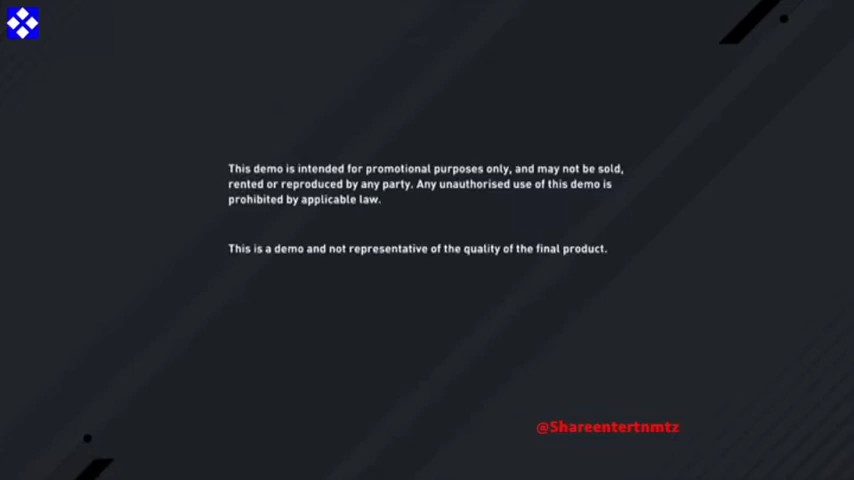 This demo is intended for promotional purposes only, and may not be sold,
rented or reproduced by any party. Any unauthorised use of this demo is
prohibited by applicable law.
This is a demo and not representative of the quality of the final product.
@5hareentertnmtz